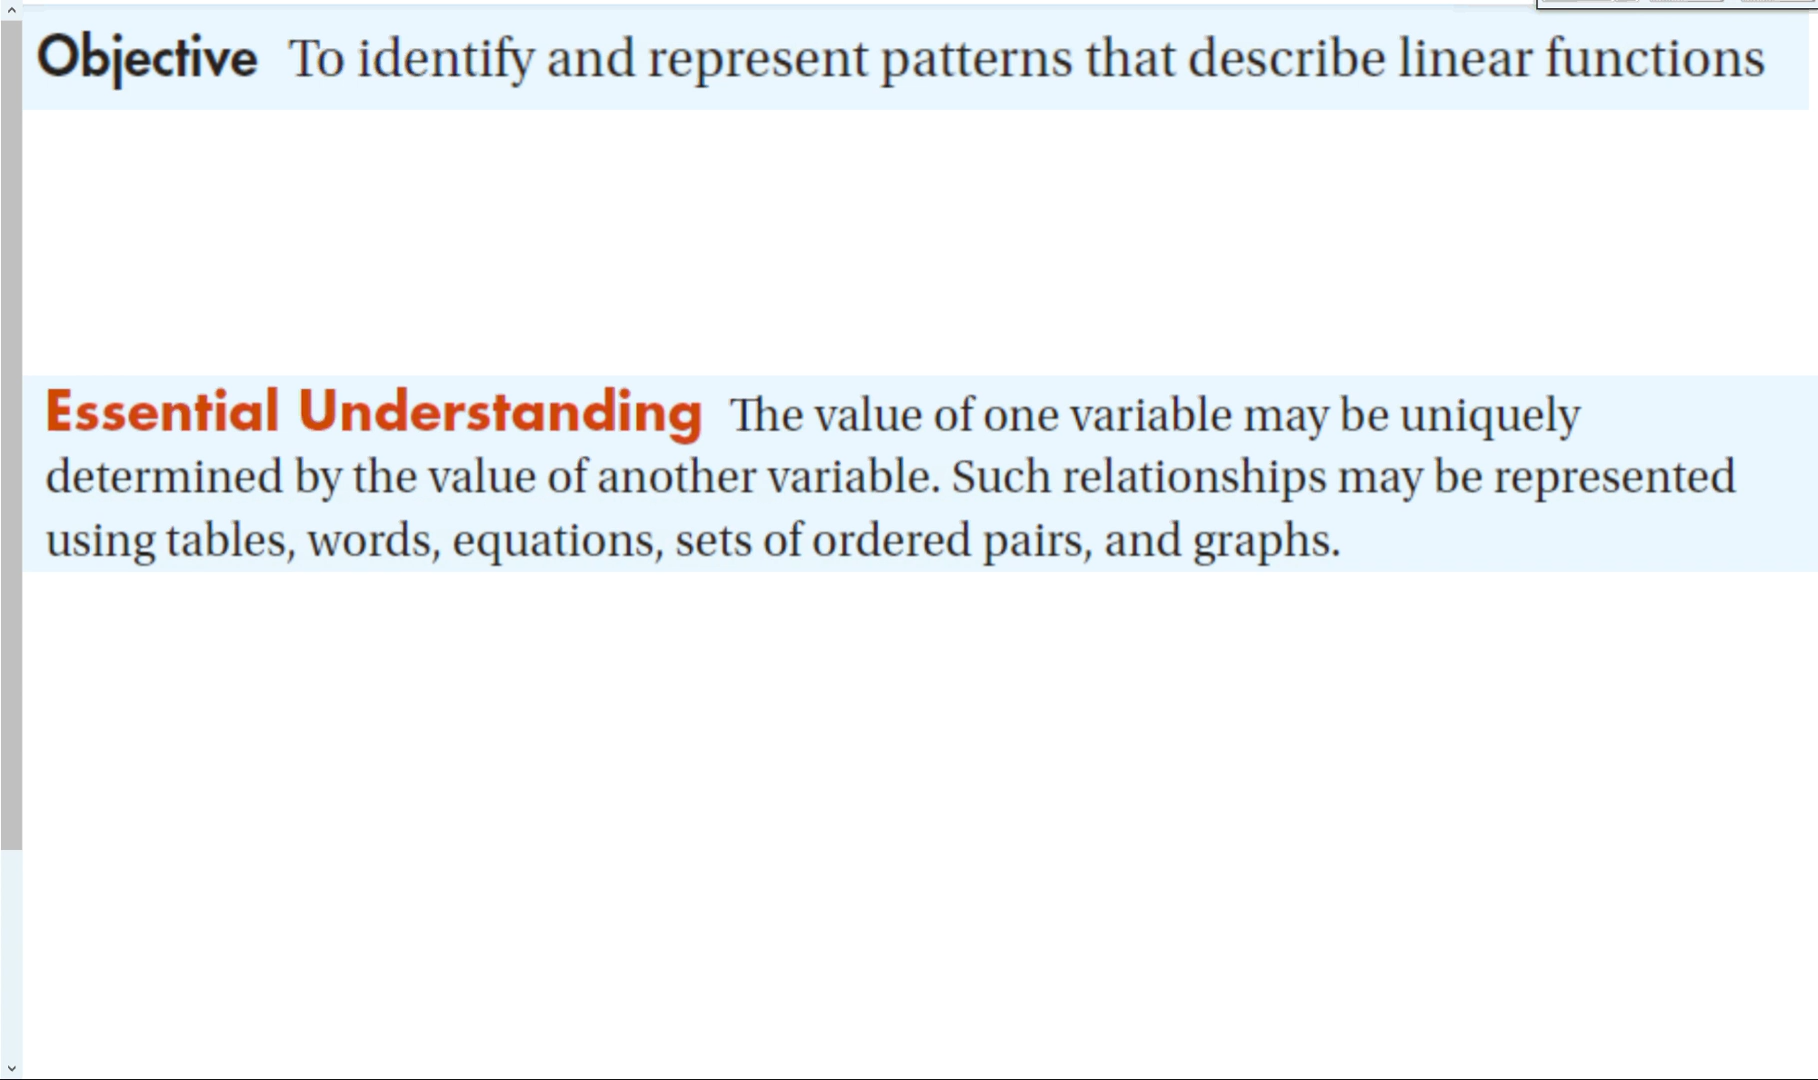 Objective To identify and represent patterns that describe linear functions
Essential Understanding The value of one variable may be uniquely
determined by the value of another variable. Such relationships may be represented
using tables, words, equations, sets of ordered pairs, and graphs.